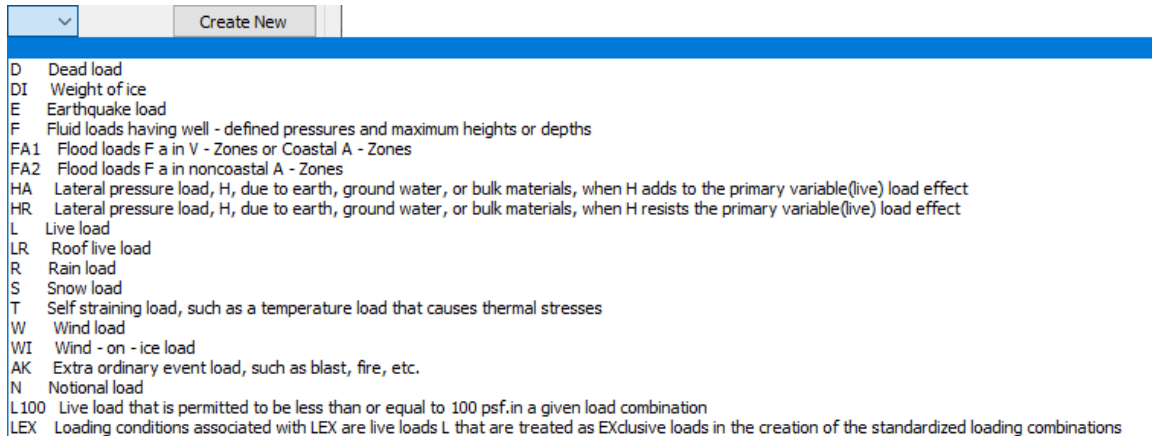 Create New
D Dead load
DI Weight of ice
E Earthquake load
F Fluid loads having well - defined pressures and maximum heights or depths
FA1 Flood loads F a in V - Zones or Coastal A - Zones
FA2 Flood loads F a in noncoastal A - Zones
HA Lateral pressure load, H, due to earth, ground water, or bulk materials, when H adds to the primary variable(live) load effect
HR Lateral pressure load, H, due to earth, ground water, or bulk materials, when H resists the primary variable(live) load effect
L Live load
LR Roof live load
R Rain load
S Snow load
T Self straining load, such as a temperature load that causes thermal stresses
W Wind load
WI Wind - on - ice load
AK Extra ordinary event load, such as blast, fire, etc.
N Notional load
L100 Live load that is permitted to be less than or equal to 100 psf.in a given load combination
LEX Loading conditions associated with LEX are live loads L that are treated as EXclusive loads in the creation of the standardized loading combinations